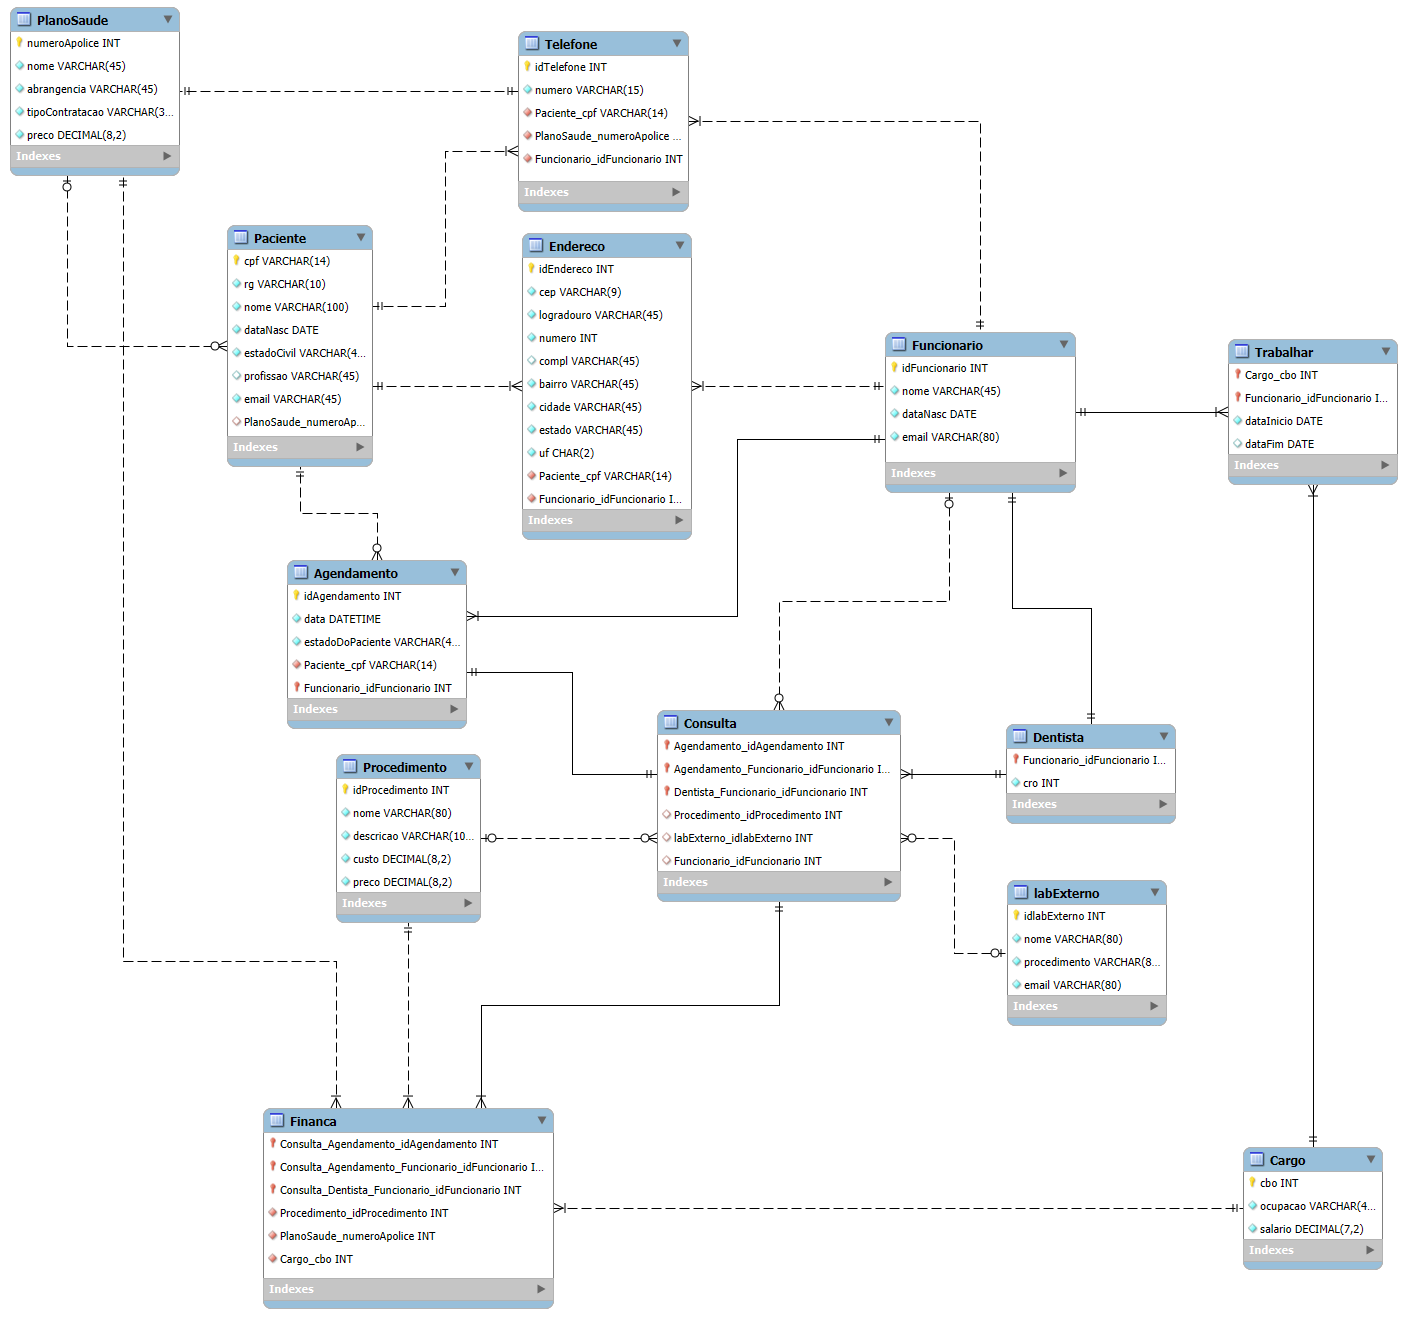 PlanoSaude
numeroApolice INT
nome VARCHAR(45)
abrangencia VARCHAR(45)
tipoContratacao VARCHAR(3...
preco DECIMAL(8,2)
Indexes
Telefone
idTelefone INT
numero VARCHAR(15)
Paciente_cpf VARCHAR(14)
PlanoSaude_numeroApolice ...
Funcionario_idFuncionario INT
Indexes
Paciente
cpf VARCHAR(14)
rg VARCHAR(10)
nome VARCHAR(100)
dataNasc DATE
estadoCivil VARCHAR(4...
profissao VARCHAR(45)
email VARCHAR(45)
PlanoSaude_numeroAp...
Indexes
Endereco
idEndereco INT
cep VARCHAR(9)
logradouro VARCHAR(45)
numero INT
compl VARCHAR(45)
bairro VARCHAR(45)
cidade VARCHAR(45)
estado VARCHAR(45)
uf CHAR(2)
Paciente_cpf VARCHAR(14)
Funcionario_idFuncionario I...
Indexes
Funcionario
idFuncionario INT
nome VARCHAR(45)
dataNasc DATE
email VARCHAR(80)
Indexes
Trabalhar
Cargo_cbo INT
Funcionario_idFuncionario I...
dataInicio DATE
dataFim DATE
Indexes
Agendamento
idAgendamento INT
data DATETIME
estadoDoPaciente VARCHAR(4...
Paciente_cpf VARCHAR(14)
Funcionario_idFuncionario INT
Indexes
Consulta
Agendamento_idAgendamento INT
Agendamento_Funcionario_idFuncionario I...
Dentista_Funcionario_idFuncionario INT
Procedimento_idProcedimento INT
labExterno_idlabExterno INT
Funcionario_idFuncionario INT
Indexes
Dentista
Funcionario_idFuncionario I...
cro INT
Indexes
Procedimento
idProcedimento INT
nome VARCHAR(80)
descricao VARCHAR(10...
custo DECIMAL(8,2)
preco DECIMAL(8,2)
Indexes
labExterno
idlabExterno INT
nome VARCHAR(80)
procedimento VARCHAR(8...
email VARCHAR(80)
Indexes
Financa
Consulta_Agendamento_idAgendamento INT
Consulta_Agendamento_Funcionario_idFuncionario I...
Consulta_Dentista_Funcionario_idFuncionario INT
Procedimento_idProcedimento INT
PlanoSaude_numeroApolice INT
Cargo_cbo INT
Indexes
Cargo
cbo INT
ocupacao VARCHAR(4...
salario DECIMAL(7,2)
Indexes